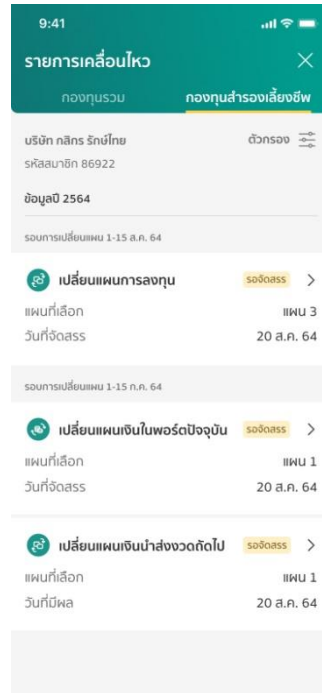 9:41
รายการเคลื่อนไหว
กองทุนรวม กองทุนสำรองเลี้ยงชีพ
บริษัท กสิกร รักษ์ไทย ตัวกรอง
รหัสสมาชิก 86922
ข้อมูลปี 2564
รอบการเปลี่ยนแผน 1-15 ส.ค. 64
เปลี่ยนแผนการลงทุน รอจัดสรร
แผนที่เลือก แผน 3
วันที่จัดสรร 20 ส.ค. 64
รอบการเปลี่ยนแผน 1-15 ก.ค. 64
เปลี่ยนแผนเงินในพอร์ตปัจจุบัน รอจัดสรร
แผนที่เลือก แผน 1
วันที่จัดสรร 20 ส.ค. 64
เปลี่ยนแผนเงินนำส่งงวดถัดไป รอจัดสรร
แผนที่เลือก แผน 1
วันที่มีผล 20 ส.ค. 64